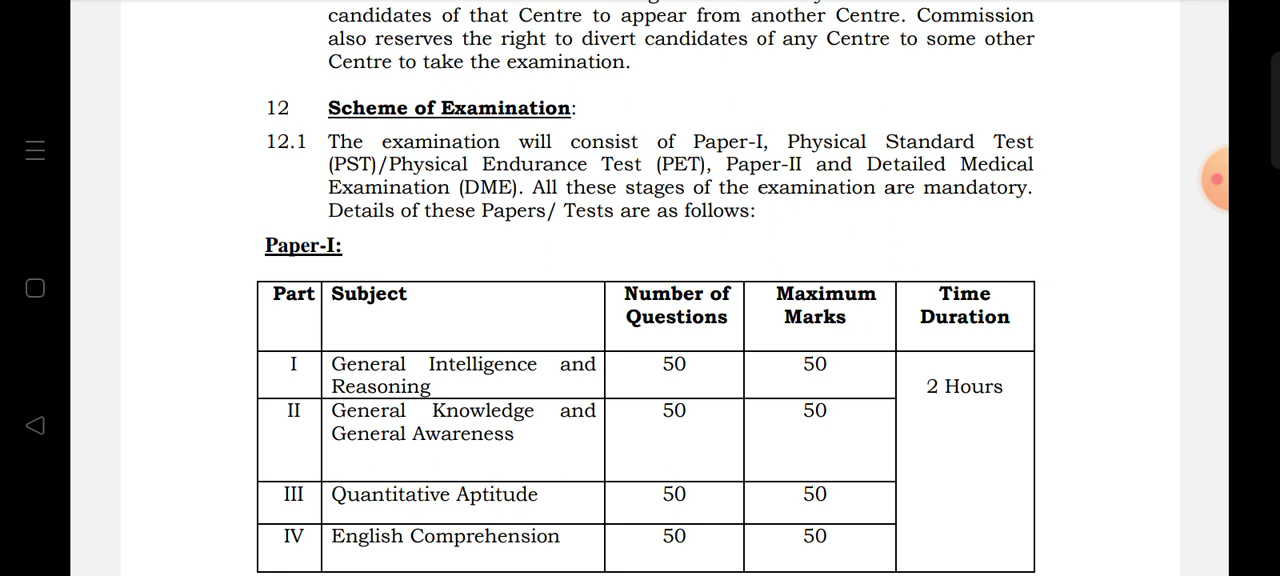 candidates of that Centre to appear from another Centre. Commission
also reserves the right to divert candidates of any Centre to some other
Centre to take the examination.
12 Scheme of Examination:
12.1 The examination will consist of Paper-I, Physical Standard Test
(PST)/Physical Endurance Test (PET), Paper-II and Detailed Medical
Examination (DME). All these stages of the examination are mandatory.
Details of these Papers/ Tests are as follows:
Paper-I:
Part Subject Number of Questions Maximum Marks Time Duration
I General Intelligence and Reasoning 50 50 2 Hours
II General Knowledge and General Awareness 50 50
III Quantitative Aptitude 50 50
IV English Comprehension 50 50